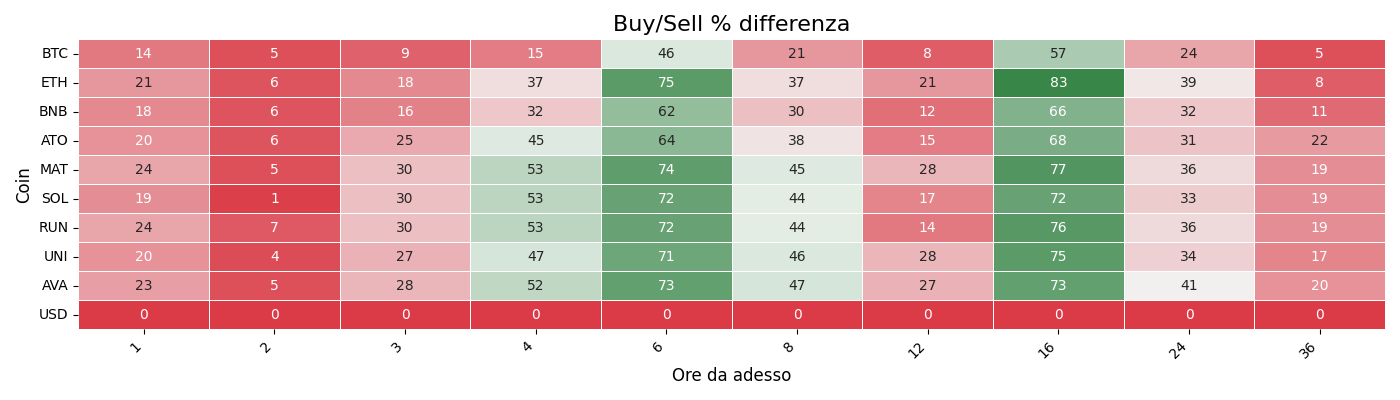 Buy/Sell % differenza
Coin
BTC 14 5 9 15 46 21 8 57 24 5
ETH 21 6 18 37 75 37 21 83 39 8
BNB 18 6 16 32 62 30 12 66 32 11
ATO 20 6 25 45 64 38 15 68 31 22
MAT 24 5 30 53 74 45 28 77 36 19
SOL 19 1 30 53 72 44 17 72 33 19
RUN 24 7 30 53 72 44 14 76 36 19
UNI 20 4 27 47 71 46 28 75 34 17
AVA 23 5 28 52 73 47 27 73 41 20
USD 0 0 0 0 0 0 0 0 0 0
1 2 3 4 6 8 12 16 24 36
Ore da adesso